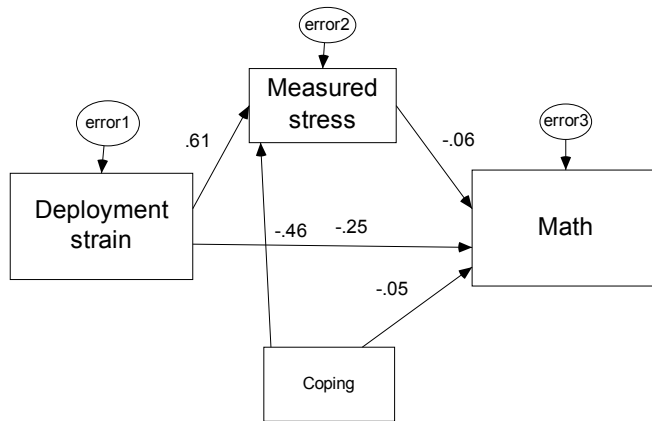 error2
Measured
stress
error1
error3
.61
-.06
Deployment
strain
Math
-.46
-.25
-.05
Coping